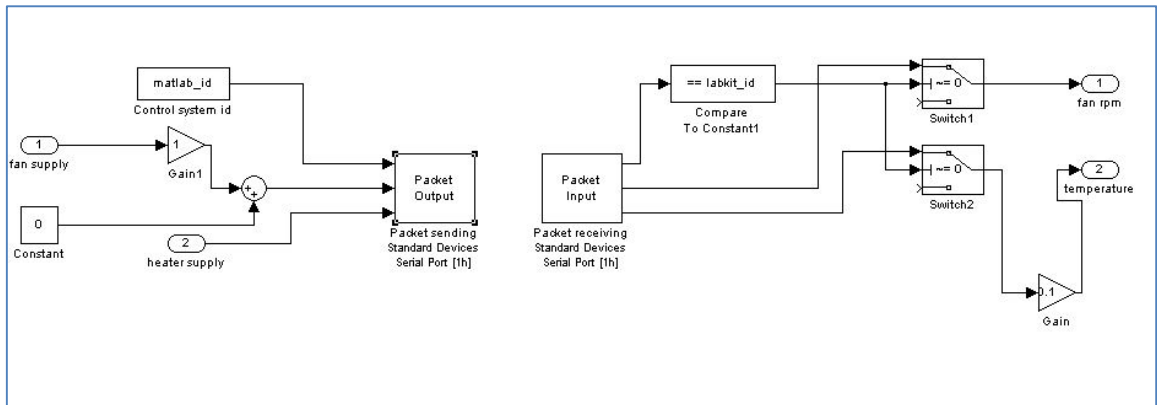 matlab_id
Control system id
1
fan supply
1
Gain1
+
+
0
Constant
2
heater supply
Packet
Output
Packet sending
Standard Devices
Serial Port [1h]
Packet
Input
Packet receiving
Standard Devices
Serial Port [1h]
== labkit_id
Compare
To Constant1
~= 0
Switch1
1
fan rpm
~= 0
Switch2
2
temperature
0.1
Gain